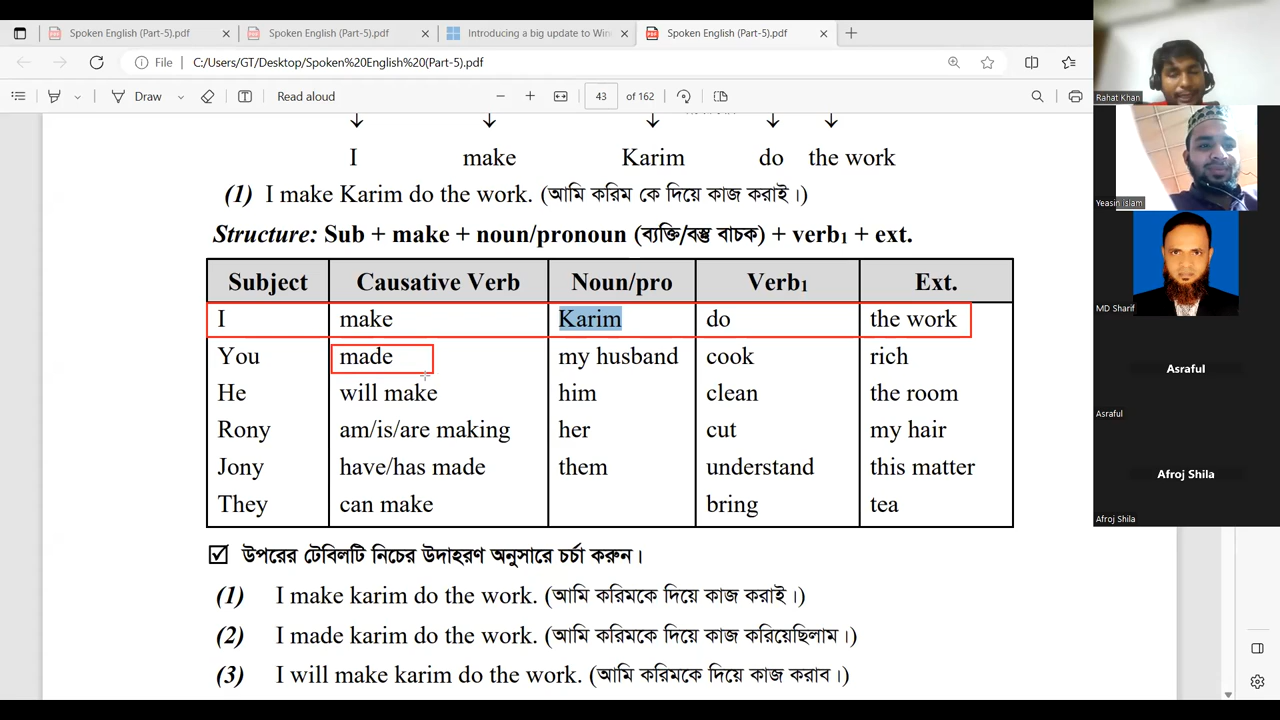 Spoken English (Part-5).pdf
Spoken English (Part-5).pdf
Introducing a big update to Win
Spoken English (Part-5).pdf
File
C:/Users/GT/Desktop/Spoken%20English%20(Part-5).pdf
Draw
Read aloud
43 of 162
I make Karim do the work
(1) I make Karim do the work. (আমি করিম কে দিয়ে কাজ করাই।)
Structure: Sub + make + noun/pronoun (ব্যক্তি/বস্তু বাচক) + verb₁ + ext.
Subject Causative Verb Noun/pro Verb₁ Ext.
I make Karim do the work
You made my husband cook rich
He will make him clean the room
Rony am/is/are making her cut my hair
Jony have/has made them understand this matter
They can make bring tea
☑ উপরের টেবিলটি নিচের উদাহরণ অনুসারে চর্চা করুন।
(1) I make karim do the work. (আমি করিমকে দিয়ে কাজ করাই।)
(2) I made karim do the work. (আমি করিমকে দিয়ে কাজ করিয়েছিলাম।)
(3) I will make karim do the work. (আমি করিমকে দিয়ে কাজ করাব।)
Rahat Khan
Yeasin islam
MD Sharif
Asraful
Asraful
Afroj Shila
Afroj Shila